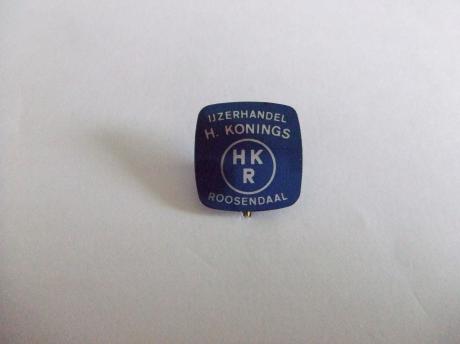 IJZERHANDEL
H. KONINGS
HK
R
ROOSENDAAL